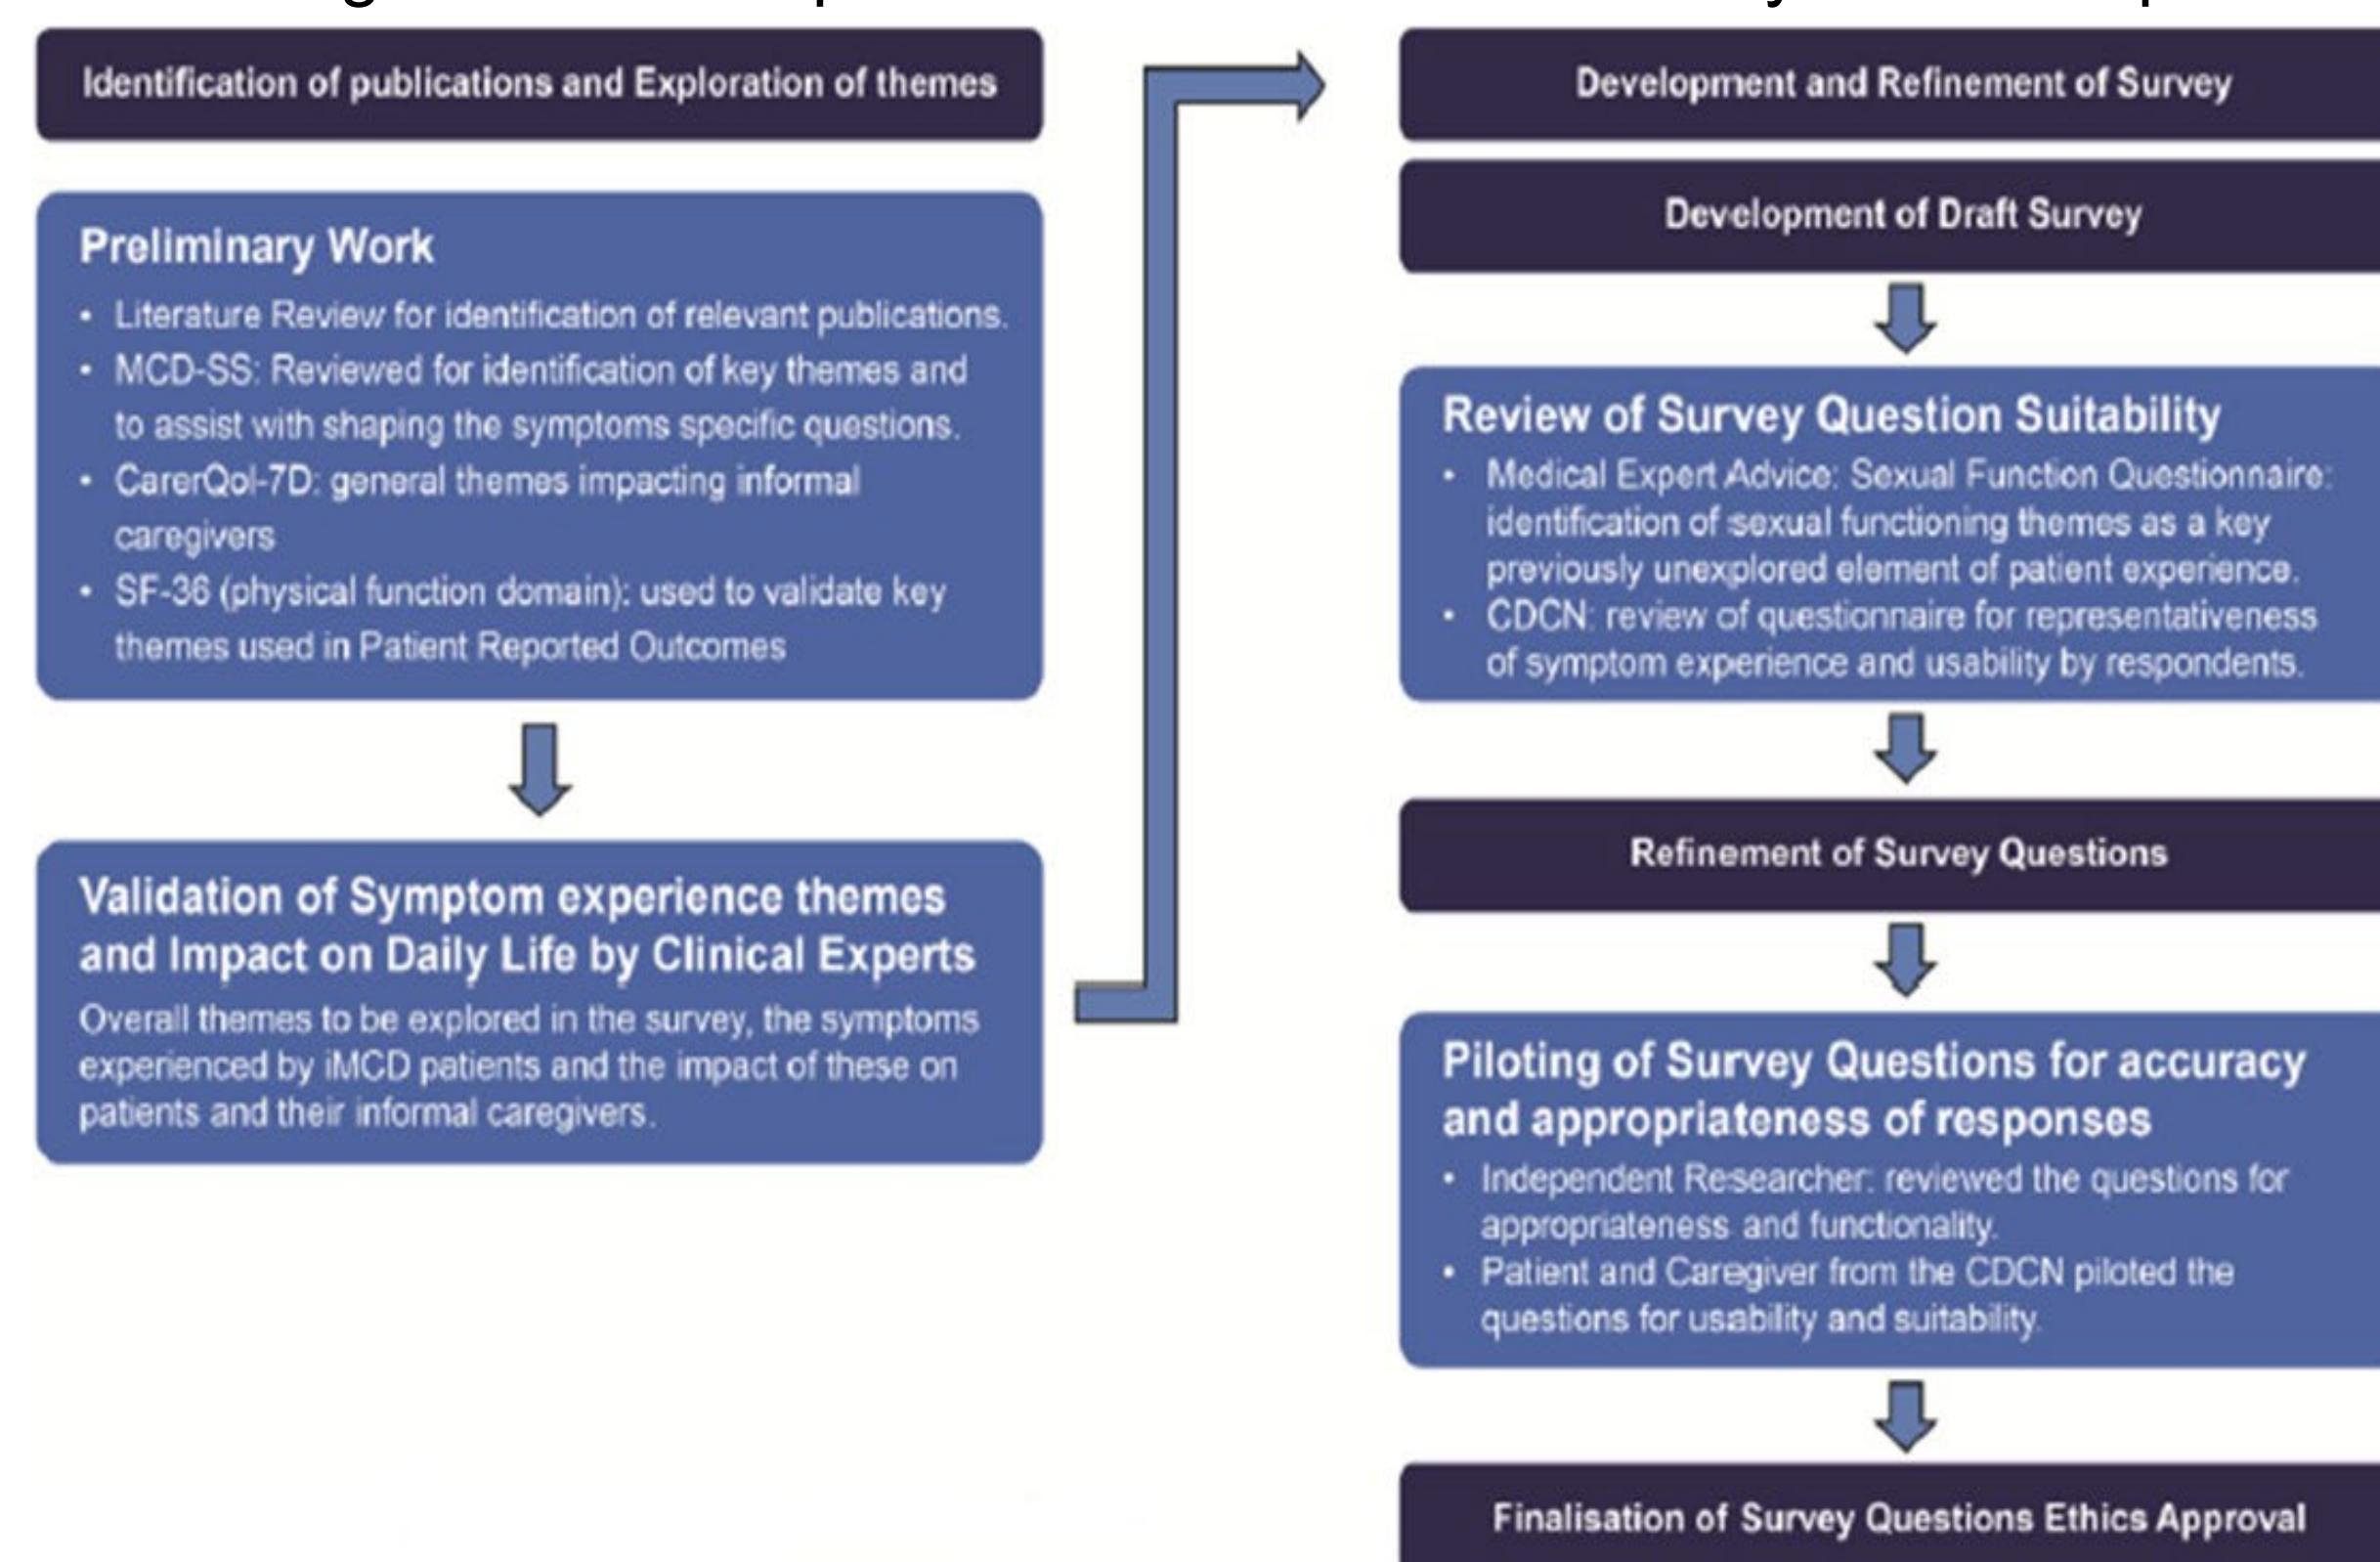 Identification of publications and Exploration of themes
Preliminary Work
• Literature Review for identification of relevant publications.
• MCD-SS: Reviewed for identification of key themes and
to assist with shaping the symptoms specific questions.
• CarerQol-7D: general themes impacting informal
caregivers
• SF-36 (physical function domain): used to validate key
themes used in Patient Reported Outcomes
Validation of Symptom experience themes
and Impact on Daily Life by Clinical Experts
Overall themes to be explored in the survey, the symptoms
experienced by iMCD patients and the impact of these on
patients and their informal caregivers.
Development and Refinement of Survey
Development of Draft Survey
Review of Survey Question Suitability
• Medical Expert Advice: Sexual Function Questionnaire:
identification of sexual functioning themes as a key
previously unexplored element of patient experience.
• CDCN: review of questionnaire for representativeness
of symptom experience and usability by respondents.
Refinement of Survey Questions
Piloting of Survey Questions for accuracy
and appropriateness of responses
• Independent Researcher: reviewed the questions for
appropriateness and functionality.
• Patient and Caregiver from the CDCN piloted the
questions for usability and suitability.
Finalisation of Survey Questions Ethics Approval